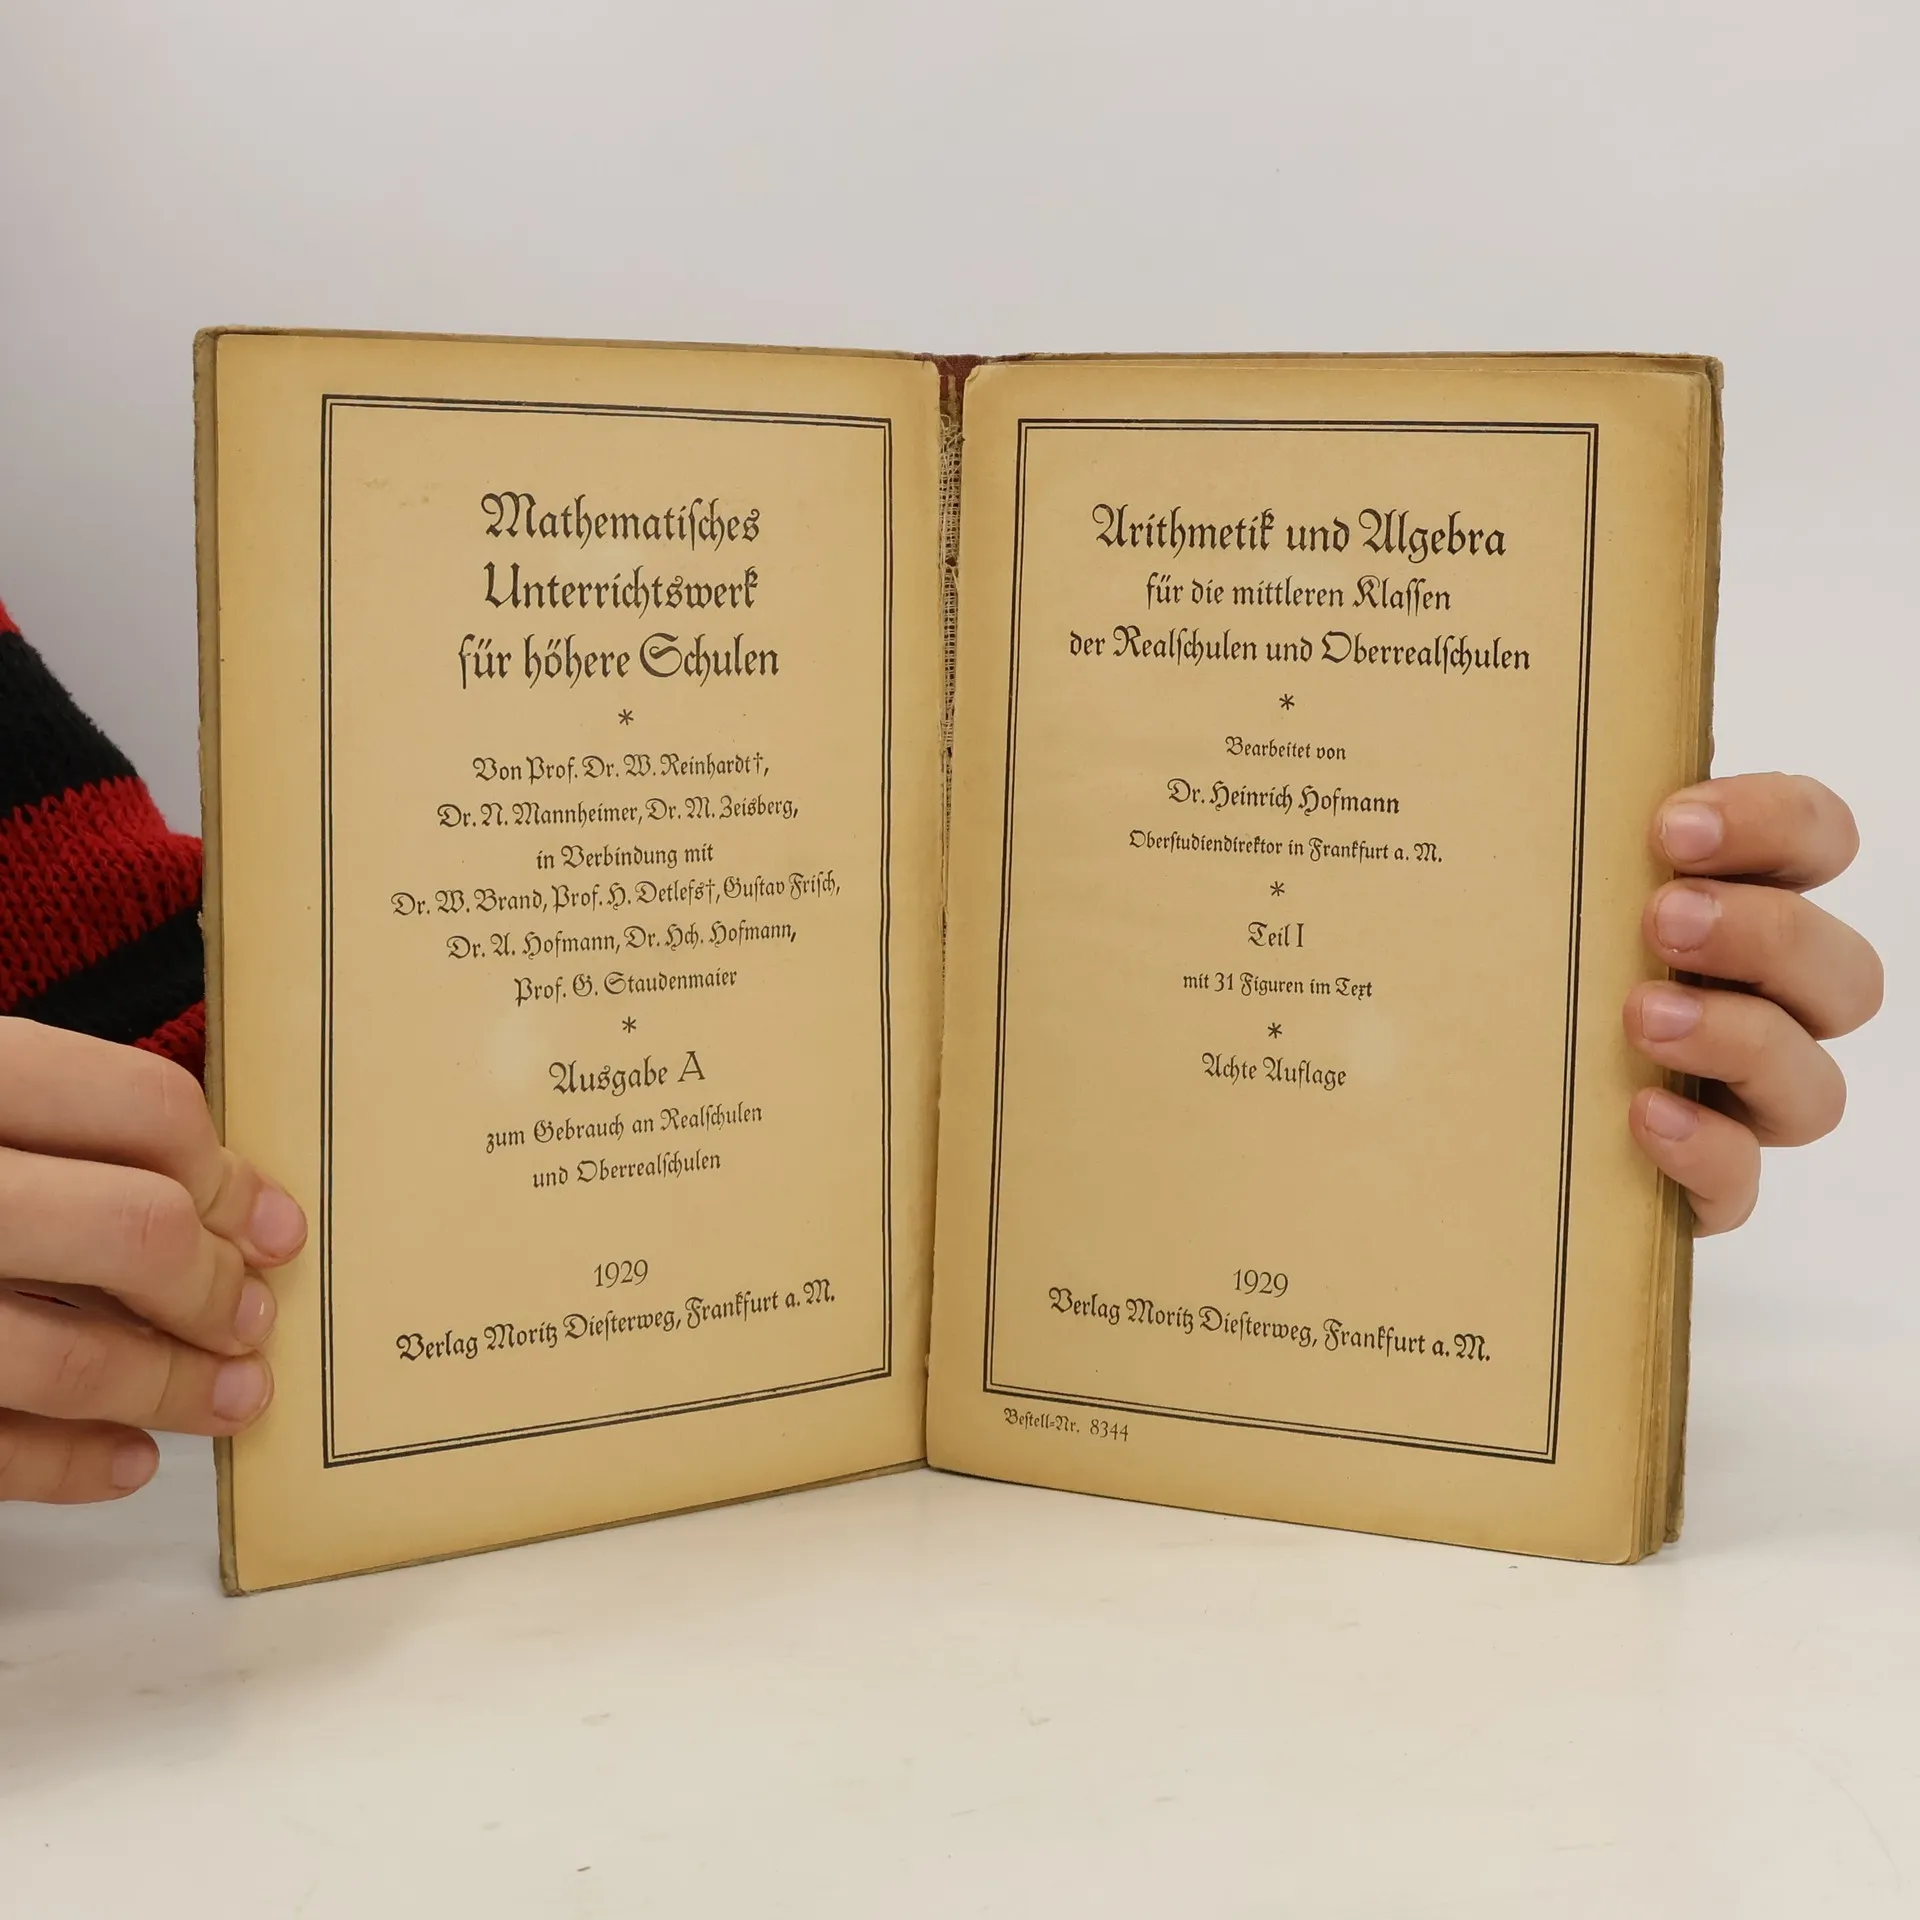 Mathematisches
Unterrichtswerk
für höhere Schulen
*
Von Prof. Dr. W. Reinhardt†,
Dr. N. Mannheimer, Dr. M. Zeisberg,
in Verbindung mit
Dr. W. Brand, Prof. H. Detlefs†, Gustav Frisch,
Dr. A. Hofmann, Dr. Hch. Hofmann,
Prof. G. Staudenmaier
*
Ausgabe A
zum Gebrauch an Realschulen
und Oberrealschulen
1929
Verlag Moritz Diesterweg, Frankfurt a. M.
Arithmetik und Algebra
für die mittleren Klassen
der Realschulen und Oberrealschulen
*
Bearbeitet von
Dr. Heinrich Hofmann
Oberstudiendirektor in Frankfurt a. M.
*
Teil I
mit 31 Figuren im Text
*
Achte Auflage
1929
Verlag Moritz Diesterweg, Frankfurt a. M.
Bestell-Nr. 8344